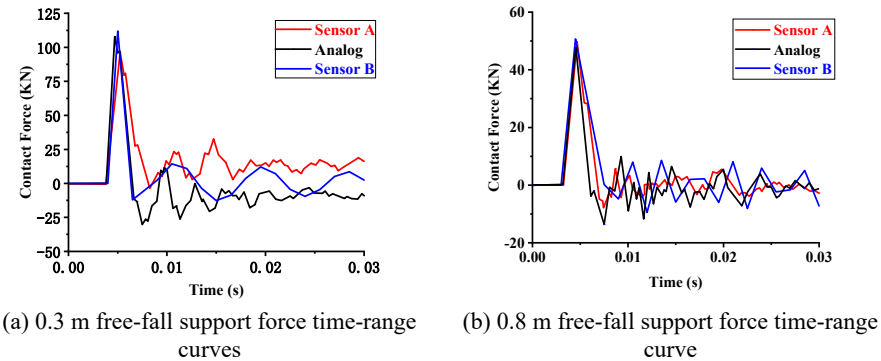 125
100
75
50
25
0
-25
-50
Contact Force (KN)
0.00
0.01
0.02
0.03
Time (s)
Sensor A
Analog
Sensor B
(a) 0.3 m free-fall support force time-range
curves
60
40
20
0
-20
Contact Force (KN)
0.00
0.01
0.02
0.03
Time (s)
Sensor A
Analog
Sensor B
(b) 0.8 m free-fall support force time-range
curve